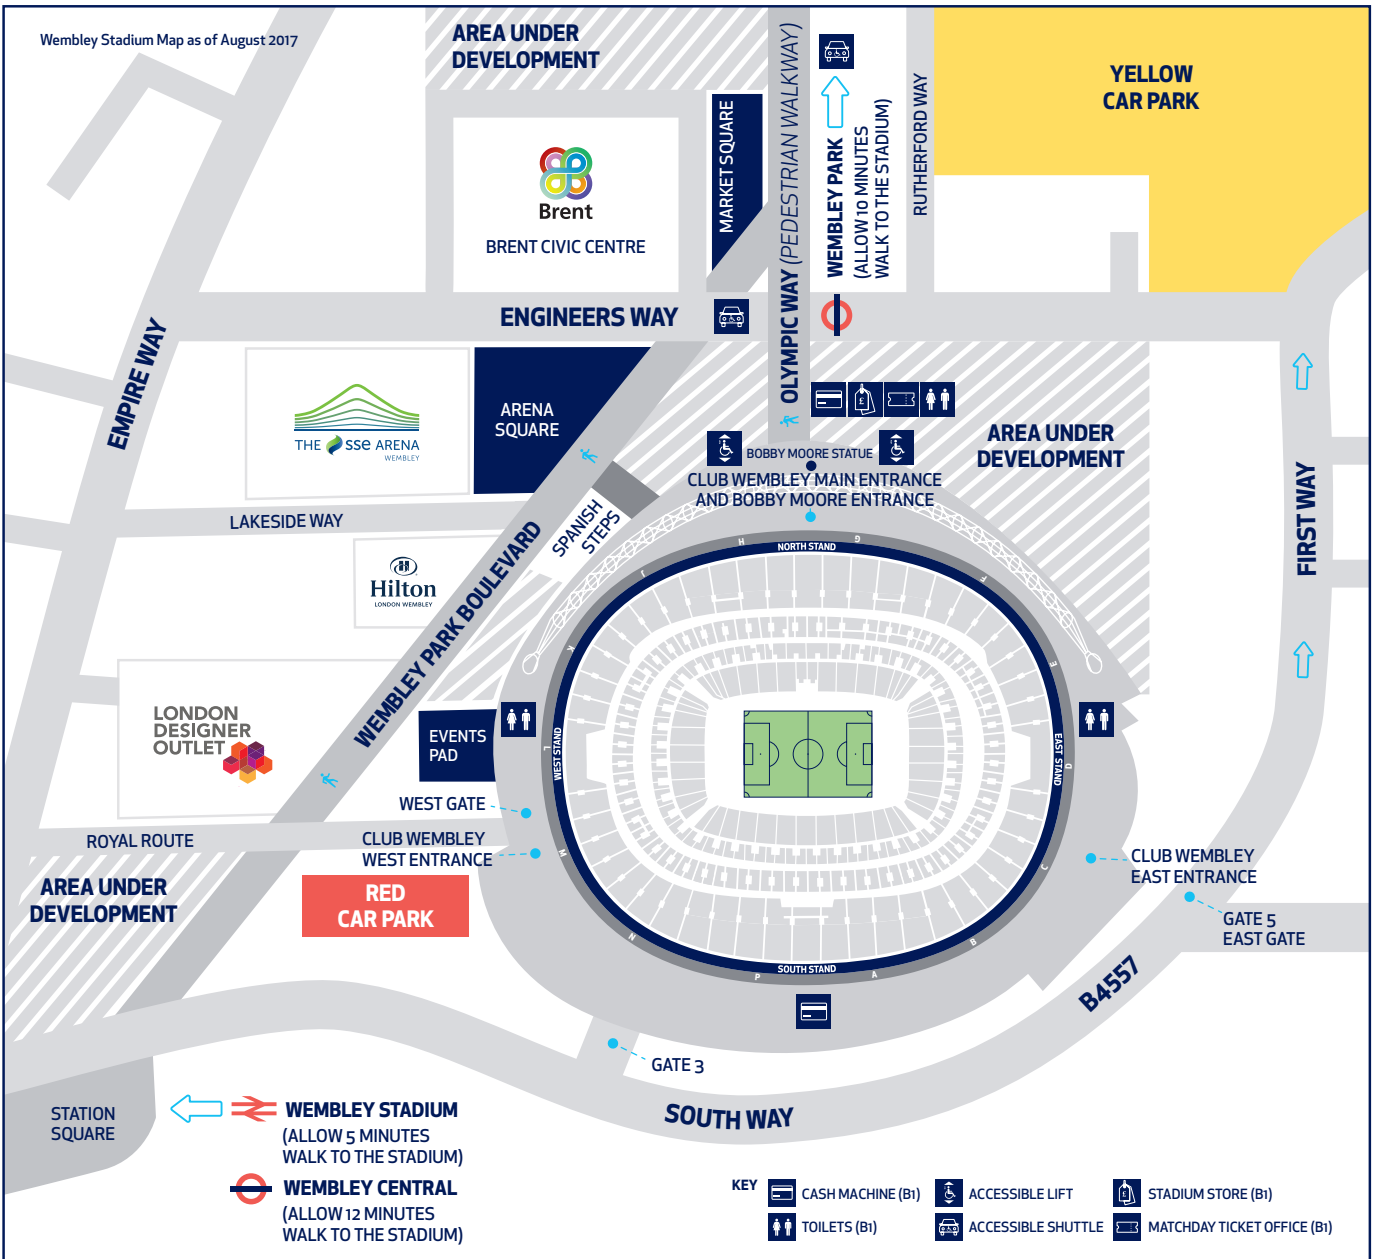 Wembley Stadium Map as of August 2017
AREA UNDER
DEVELOPMENT
YELLOW
CAR PARK
MARKET SQUARE
OLYMPIC WAY (PEDESTRIAN WALKWAY)
WEMBLEY PARK
(ALLOW 10 MINUTES
WALK TO THE STADIUM)
RUTHERFORD WAY
Brent
BRENT CIVIC CENTRE
ENGINEERS WAY
EMPIRE WAY
THE sse ARENA
WEMBLEY
ARENA
SQUARE
£
BOBBY MOORE STATUE
CLUB WEMBLEY MAIN ENTRANCE
AND BOBBY MOORE ENTRANCE
AREA UNDER
DEVELOPMENT
FIRST WAY
LAKESIDE WAY
SPANISH
STEPS
Hilton
LONDON WEMBLEY
WEMBLEY PARK BOULEVARD
NORTH STAND
H
G
J
F
K
E
L
D
M
C
N
B
P
A
WEST STAND
EAST STAND
SOUTH STAND
LONDON
DESIGNER
OUTLET
EVENTS
PAD
WEST GATE
ROYAL ROUTE
CLUB WEMBLEY
WEST ENTRANCE
CLUB WEMBLEY
EAST ENTRANCE
AREA UNDER
DEVELOPMENT
RED
CAR PARK
GATE 5
EAST GATE
B4557
GATE 3
SOUTH WAY
STATION
SQUARE
WEMBLEY STADIUM
(ALLOW 5 MINUTES
WALK TO THE STADIUM)
WEMBLEY CENTRAL
(ALLOW 12 MINUTES
WALK TO THE STADIUM)
KEY
CASH MACHINE (B1)
ACCESSIBLE LIFT
£
STADIUM STORE (B1)
TOILETS (B1)
ACCESSIBLE SHUTTLE
MATCHDAY TICKET OFFICE (B1)